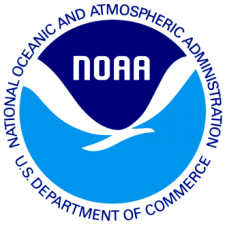 NATIONAL OCEANIC AND ATMOSPHERIC ADMINISTRATION
NOAA
U.S. DEPARTMENT OF COMMERCE